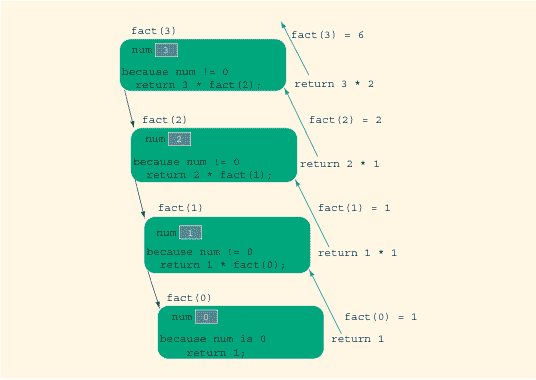 fact(3)
fact(3) = 6
num 3
because num != 0
return 3 * fact(2);
return 3 * 2
fact(2)
fact(2) = 2
num 2
because num != 0
return 2 * fact(1);
return 2 * 1
fact(1)
fact(1) = 1
num 1
because num != 0
return 1 * fact(0);
return 1 * 1
fact(0)
fact(0) = 1
num 0
because num is 0
return 1;
return 1